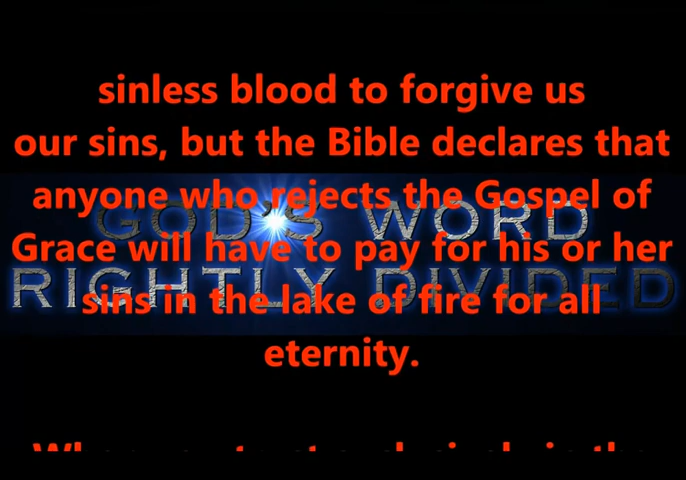 sinless blood to forgive us
our sins, but the Bible declares that
anyone who rejects the Gospel of
GOD'S WORD
Grace will have to pay for his or her
RIGHTLY DIVIDED
sins in the lake of fire for all
eternity.